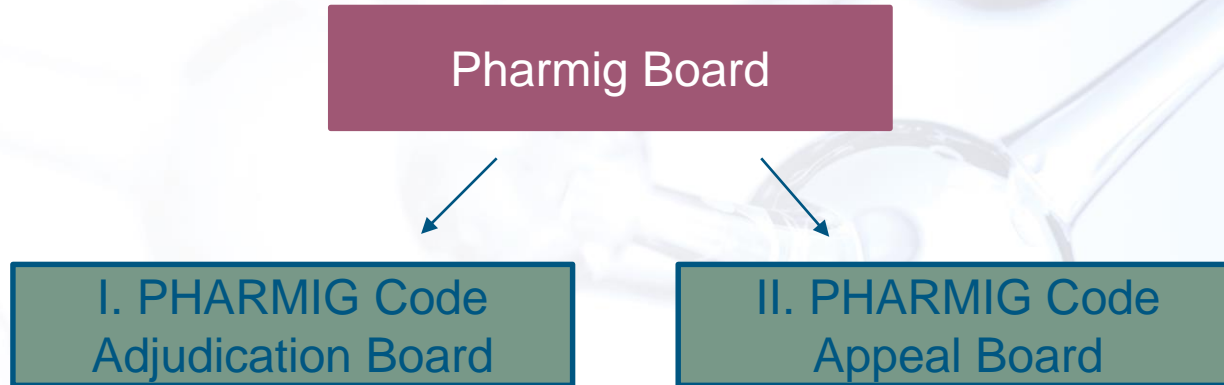 Pharmig Board
I. PHARMIG Code
Adjudication Board
II. PHARMIG Code
Appeal Board